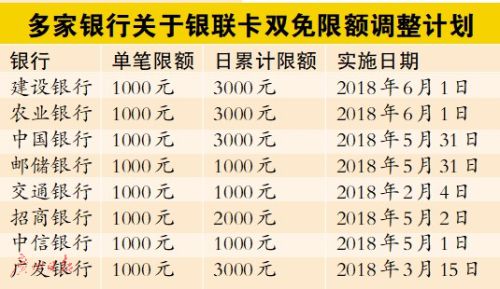 多家银行关于银联卡双免限额调整计划
银行 单笔限额 日累计限额 实施日期
建设银行 1000元 3000元 2018年6月1日
农业银行 1000元 3000元 2018年6月1日
中国银行 1000元 3000元 2018年5月31日
邮储银行 1000元 1000元 2018年5月31日
交通银行 1000元 1000元 2018年2月4日
招商银行 1000元 2000元 2018年5月2日
中信银行 1000元 1000元 2018年5月1日
广发银行 1000元 3000元 2018年3月15日